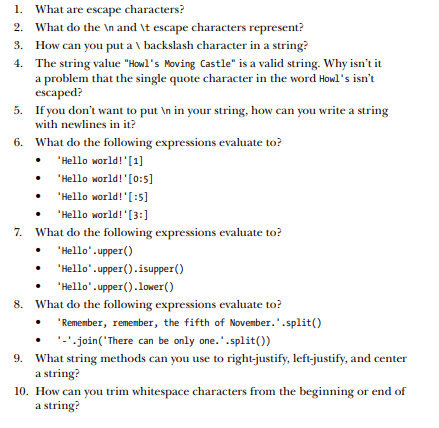 1. What are escape characters?
2. What do the \n and \t escape characters represent?
3. How can you put a \ backslash character in a string?
4. The string value "Howl's Moving Castle" is a valid string. Why isn't it
a problem that the single quote character in the word Howl's isn't
escaped?
5. If you don't want to put \n in your string, how can you write a string
with newlines in it?
6. What do the following expressions evaluate to?
• 'Hello world!'[1]
• 'Hello world!'[0:5]
• 'Hello world!'[:5]
• 'Hello world!'[3:]
7. What do the following expressions evaluate to?
• 'Hello'.upper()
• 'Hello'.upper().isupper()
• 'Hello'.upper().lower()
8. What do the following expressions evaluate to?
• 'Remember, remember, the fifth of November.'.split()
• '-'.join('There can be only one.'.split())
9. What string methods can you use to right-justify, left-justify, and center
a string?
10. How can you trim whitespace characters from the beginning or end of
a string?